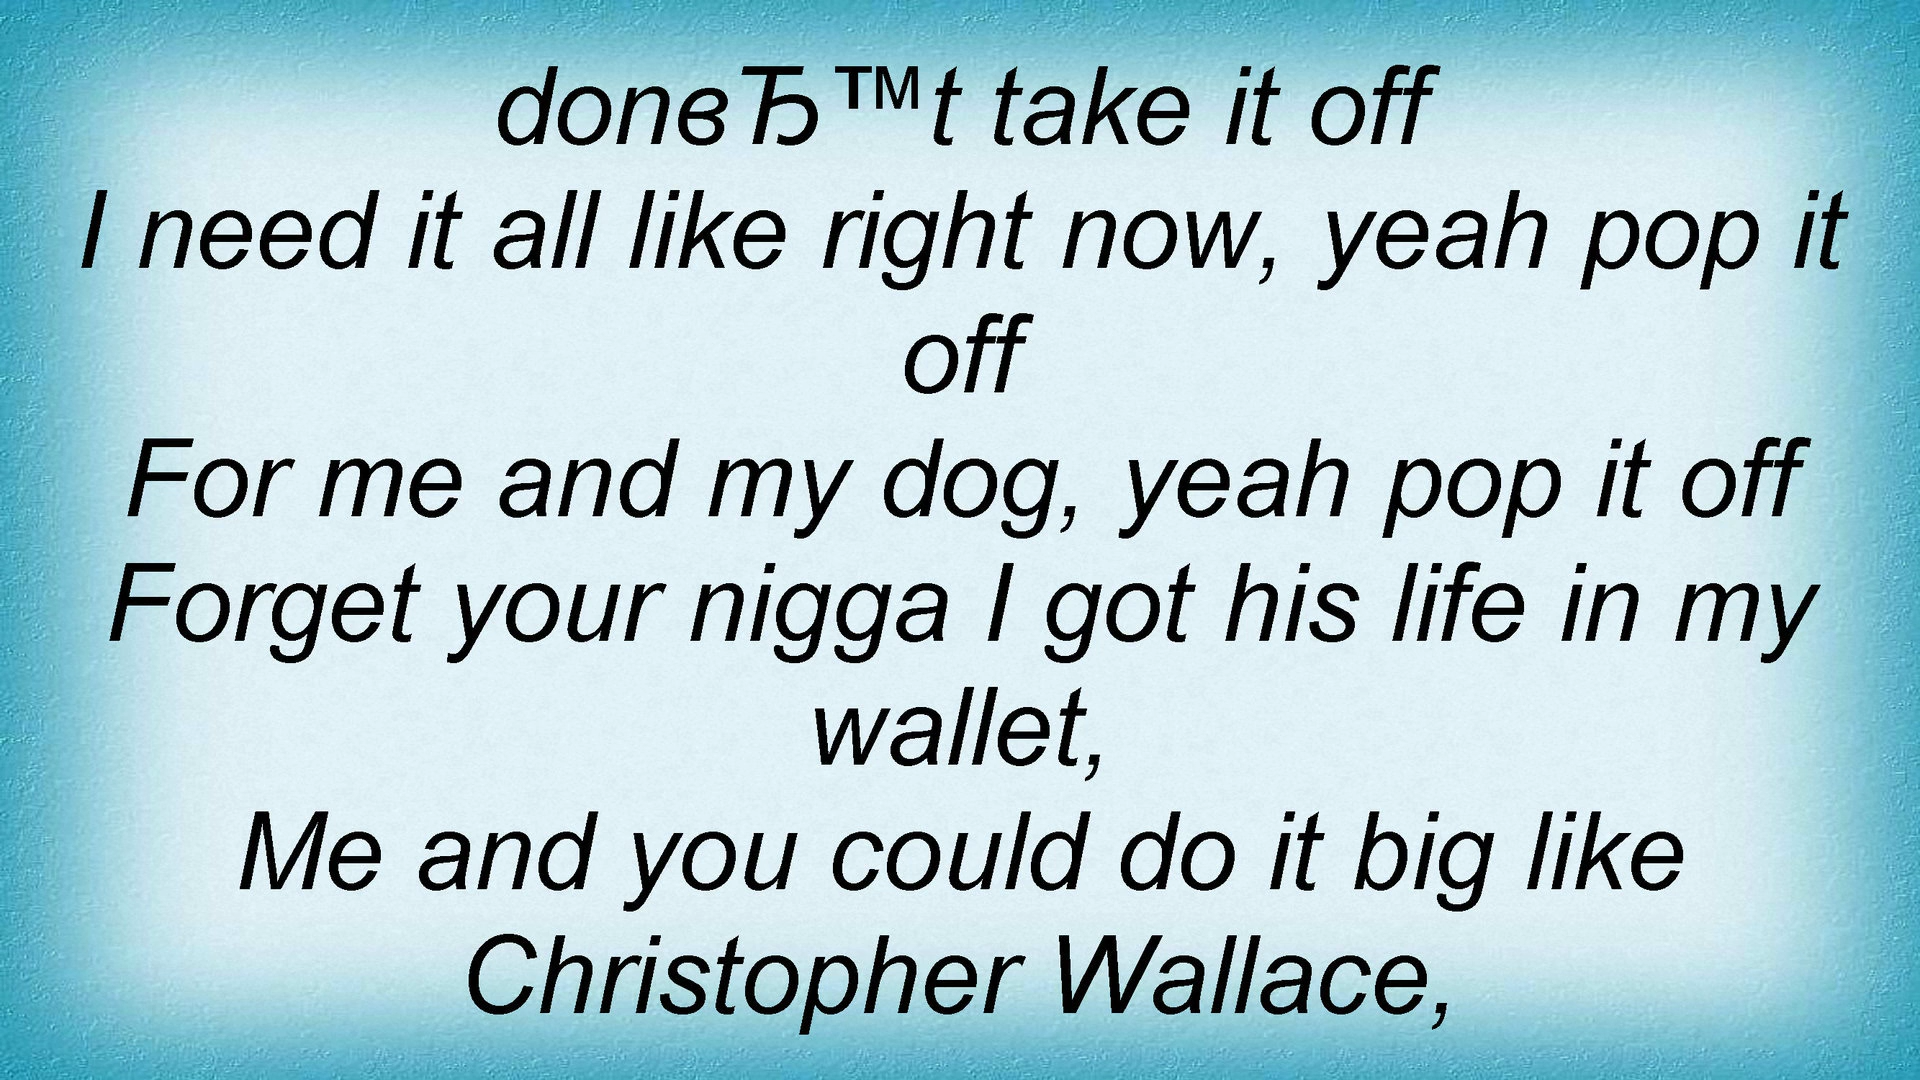 donвЂ™t take it off
I need it all like right now, yeah pop it
off
For me and my dog, yeah pop it off
Forget your nigga I got his life in my
wallet,
Me and you could do it big like
Christopher Wallace,